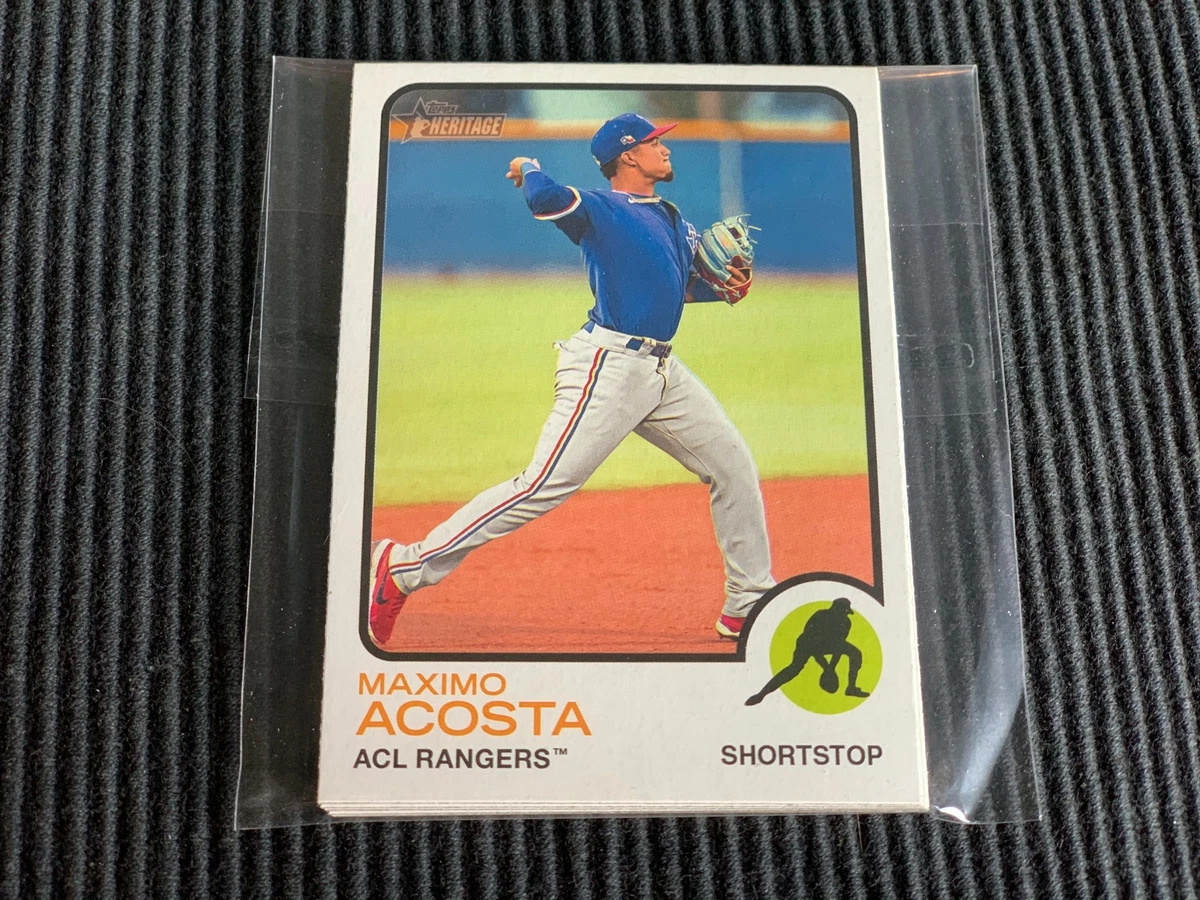 Topps
HERITAGE
MAXIMO
ACOSTA
ACL RANGERS™
SHORTSTOP